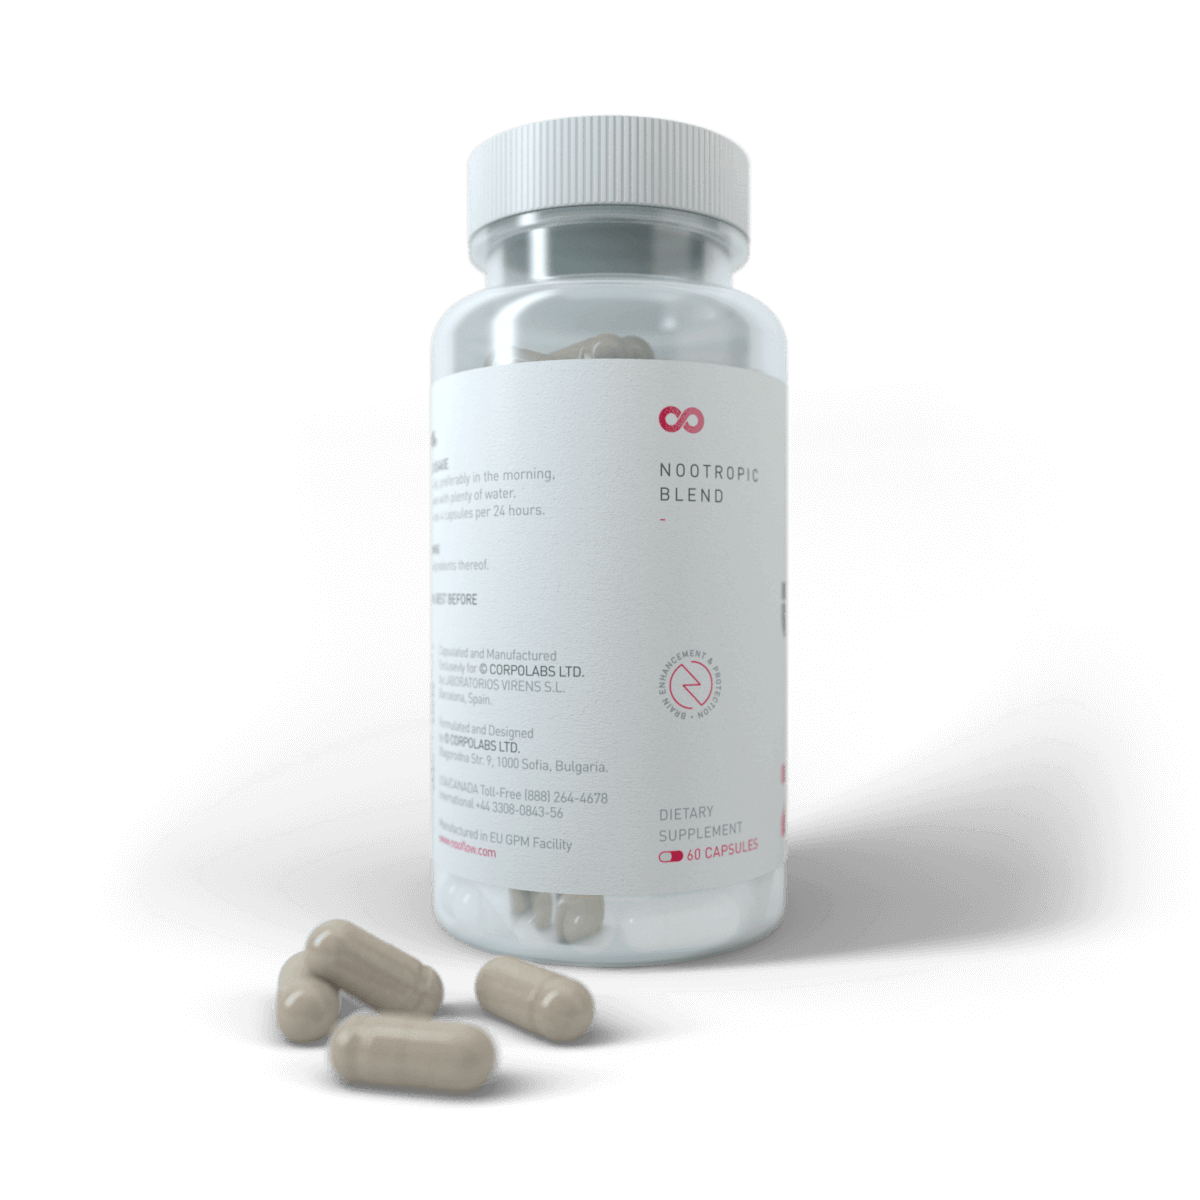 preferably in the morning,
with plenty of water.
capsules per 24 hours.
thereof.
BEST BEFORE
Capsulated and Manufactured
Exclusevly for © CORPOLABS LTD.
LABORATORIOS VIRENS S.L.
Barcelona, Spain.
Formulated and Designed
© CORPOLABS LTD.
Str. 9, 1000 Sofia, Bulgaria.
USA/CANADA Toll-Free (888) 264-4678
International +44 3308-0843-56
Manufactured in EU GPM Facility
www.nooflow.com
NOOTROPIC
BLEND
-
BRAIN ENHANCEMENT & PROTECTION •
DIETARY
SUPPLEMENT
60 CAPSULES